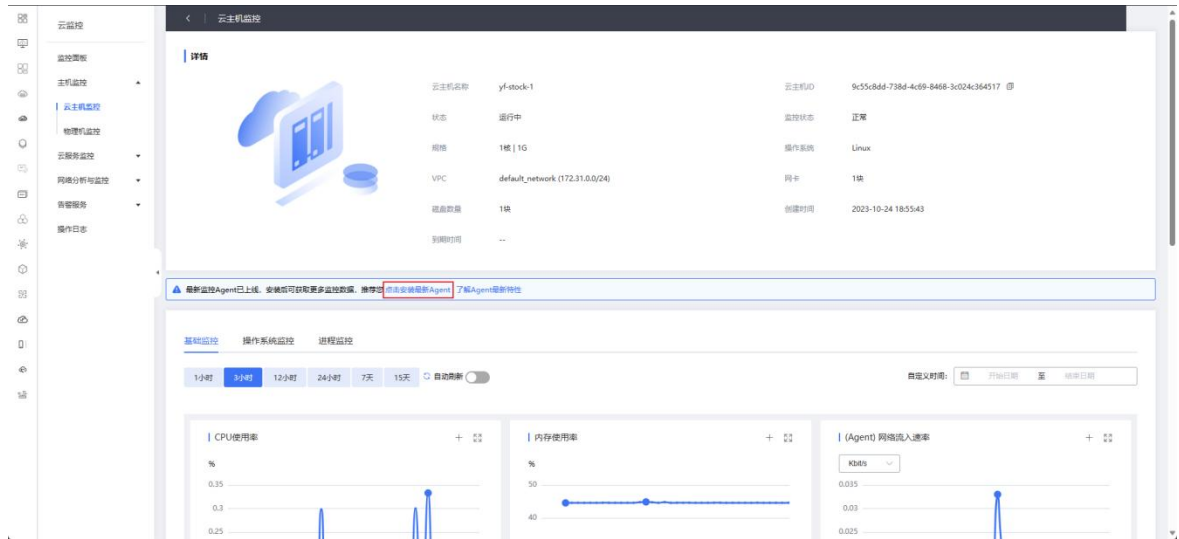 云监控
监控面板
主机监控
云主机监控
物理机监控
云服务监控
网络分析与监控
告警服务
操作日志
云主机监控
详情
云主机名称 yf-stock-1 云主机ID 9c55c8dd-738d-4c69-8468-3c024c364517
状态 运行中 监控状态 正常
规格 1核 | 1G 操作系统 Linux
VPC default_network (172.31.0.0/24) 网卡 1块
磁盘数量 1块 创建时间 2023-10-24 18:55:43
到期时间 --
最新监控Agent已上线、安装后可获取更多监控数据、推荐您 点击安装最新Agent 了解Agent最新特性
基础监控 操作系统监控 进程监控
1小时 3小时 12小时 24小时 7天 15天 自动刷新 自定义时间: 开始日期 至 结束日期
CPU使用率
%
0.35
0.3
0.25
内存使用率
%
50
40
(Agent) 网络流入速率
Kbit/s
0.035
0.03
0.025